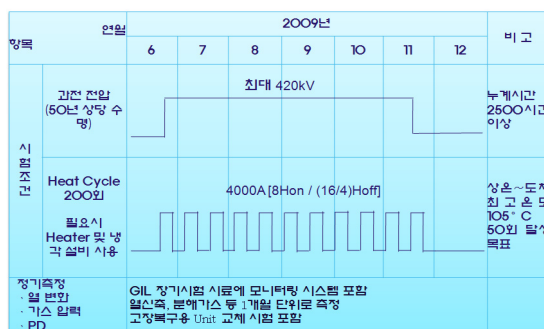 항목
연월
2009년
6 7 8 9 10 11 12
비 고
시험조건
과전 전압
(50년 상당 수
명)
최대 420kV
누계시간
2500시간
이상
Heat Cycle
200회
필요시
Heater 및 냉
각 설비 사용
4000A [8Hon / (16/4)Hoff]
상온~도체
최 고 온 도
105° C
50회 달성
목표
정기측정
· 열 변화
· 가스 압력
· PD
GIL 장기시험 시료에 모니터링 시스템 포함
열신축, 분해가스 등 1개월 단위로 측정
고장복구용 Unit 교체 시험 포함